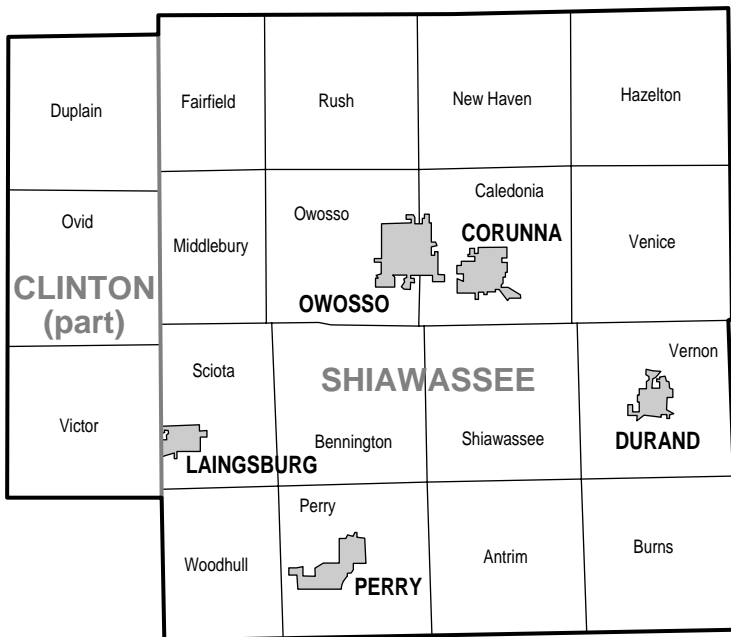 Duplain
Fairfield
Rush
New Haven
Hazelton
Ovid
Middlebury
Owosso
Caledonia
CORUNNA
Venice
CLINTON
(part)
OWOSSO
Sciota
SHIAWASSEE
Vernon
Victor
LAINGSBURG
Bennington
Shiawassee
DURAND
Perry
Woodhull
PERRY
Antrim
Burns